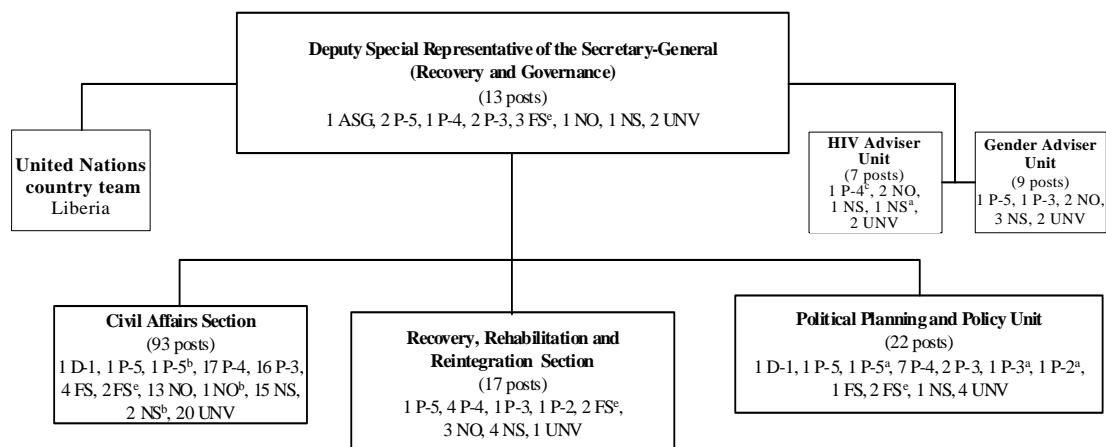 Deputy Special Representative of the Secretary-General
(Recovery and Governance)
(13 posts)
1 ASG, 2 P-5, 1 P-4, 2 P-3, 3 FSᵉ, 1 NO, 1 NS, 2 UNV
United Nations
country team
Liberia
HIV Adviser
Unit
(7 posts)
1 P-4ᶜ, 2 NO,
1 NS, 1 NSᵃ,
2 UNV
Gender Adviser
Unit
(9 posts)
1 P-5, 1 P-3, 2 NO,
3 NS, 2 UNV
Civil Affairs Section
(93 posts)
1 D-1, 1 P-5, 1 P-5ᵇ, 17 P-4, 16 P-3,
4 FS, 2 FSᵉ, 13 NO, 1 NOᵇ, 15 NS,
2 NSᵇ, 20 UNV
Recovery, Rehabilitation and
Reintegration Section
(17 posts)
1 P-5, 4 P-4, 1 P-3, 1 P-2, 2 FSᵉ,
3 NO, 4 NS, 1 UNV
Political Planning and Policy Unit
(22 posts)
1 D-1, 1 P-5, 1 P-5ᵃ, 7 P-4, 2 P-3, 1 P-3ᵃ, 1 P-2ᵃ,
1 FS, 2 FSᵉ, 1 NS, 4 UNV